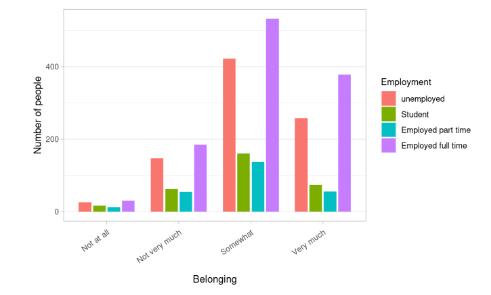 Number of people
400
200
0
Not at all
Not very much
Somewhat
Very much
Belonging
Employment
unemployed
Student
Employed part time
Employed full time